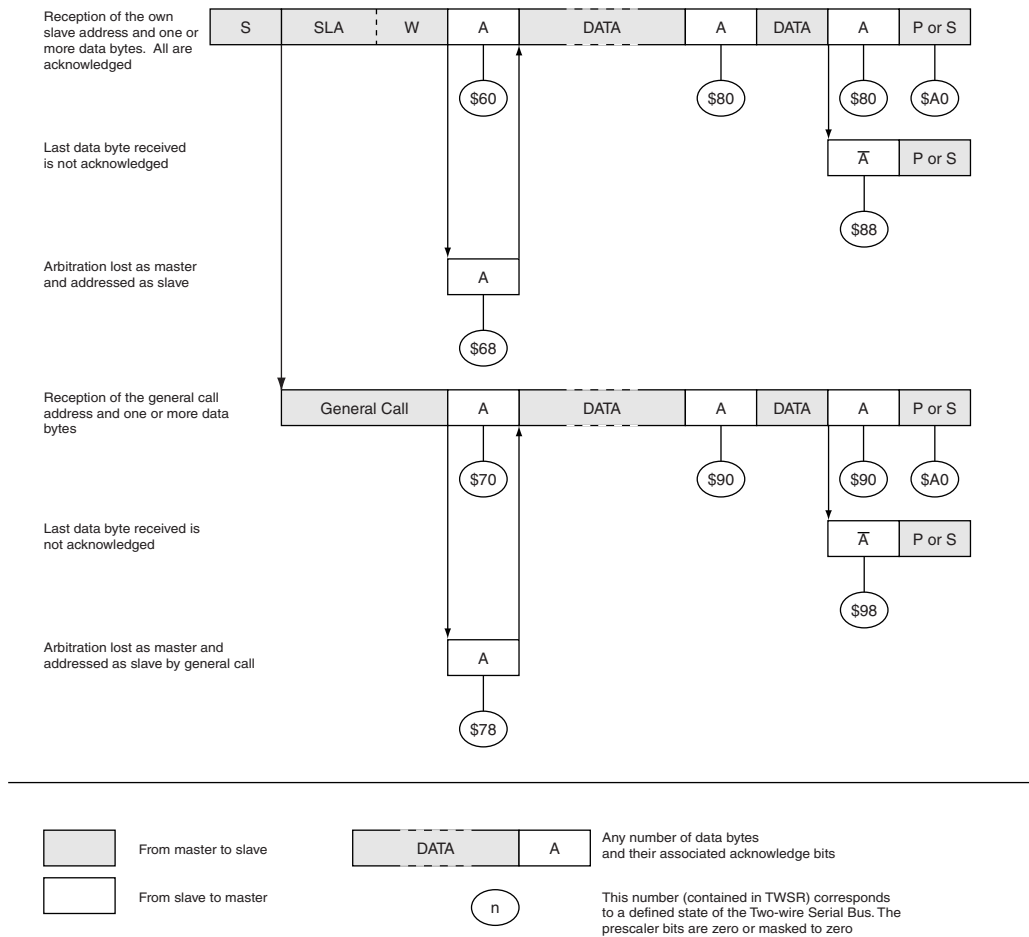 Reception of the own
slave address and one or
more data bytes. All are
acknowledged
S SLA W A DATA A DATA A P or S
$60 $80 $80 $A0
Last data byte received
is not acknowledged
A̅ P or S
$88
Arbitration lost as master
and addressed as slave
A
$68
Reception of the general call
address and one or more data
bytes
General Call A DATA A DATA A P or S
$70 $90 $90 $A0
Last data byte received is
not acknowledged
A̅ P or S
$98
Arbitration lost as master and
addressed as slave by general call
A
$78
From master to slave
DATA A
Any number of data bytes
and their associated acknowledge bits
From slave to master
n
This number (contained in TWSR) corresponds
to a defined state of the Two-wire Serial Bus. The
prescaler bits are zero or masked to zero